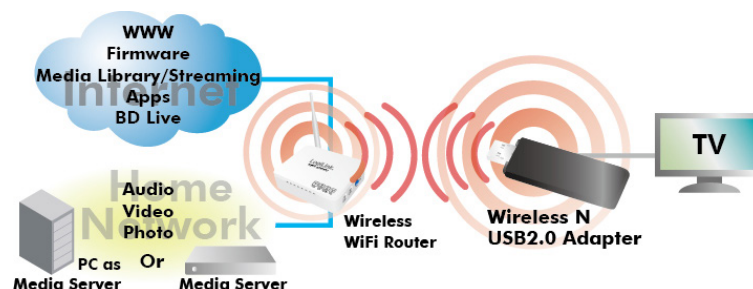 WWW
Firmware
Media Library/Streaming
Internet
Apps
BD Live
Home
Network
Audio
Video
Photo
Or
PC as
Media Server
Media Server
LogiLink
Wireless
WiFi Router
Wireless N
USB2.0 Adapter
TV